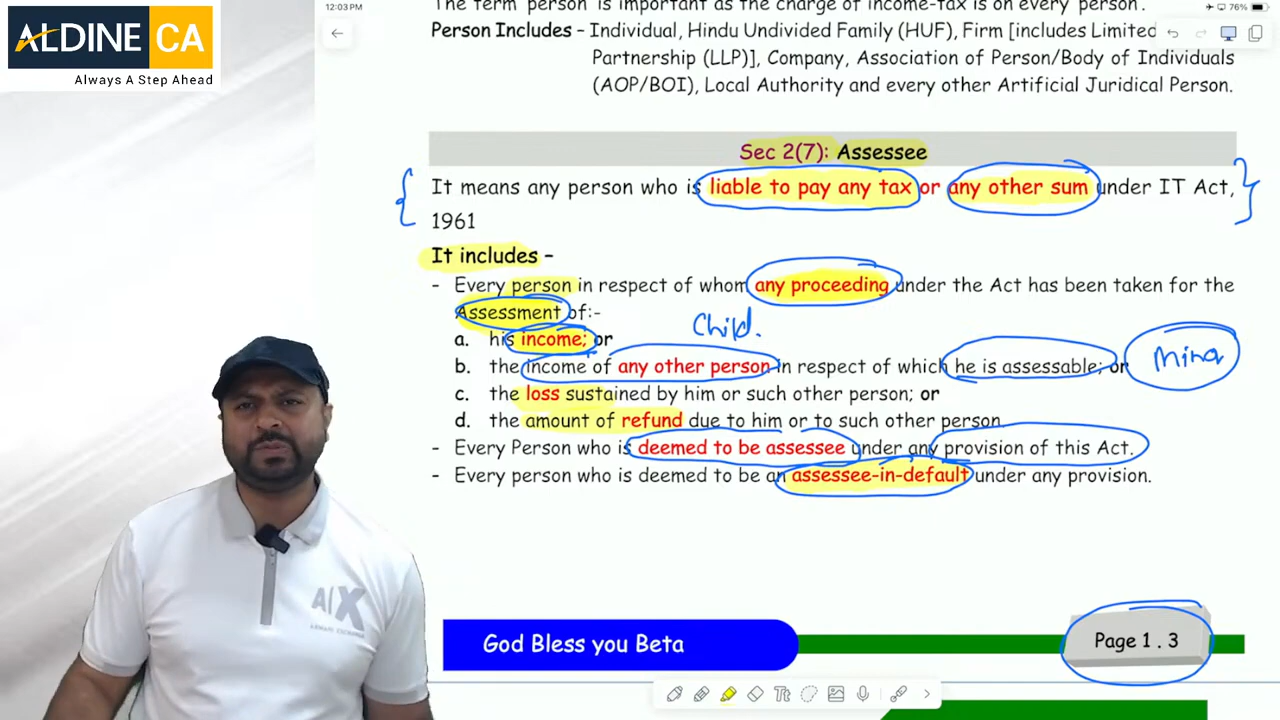 ALDINE CA
Always A Step Ahead
12:03 PM
76%
The term person is important as the charge of income-tax is on every person.
Person Includes – Individual, Hindu Undivided Family (HUF), Firm [includes Limited
Partnership (LLP)], Company, Association of Person/Body of Individuals
(AOP/BOI), Local Authority and every other Artificial Juridical Person.
Sec 2(7): Assessee
It means any person who is liable to pay any tax or any other sum under IT Act,
1961
It includes –
- Every person in respect of whom any proceeding under the Act has been taken for the
Assessment of:-
Child.
a. his income; or
b. the income of any other person in respect of which he is assessable; or
Minor
c. the loss sustained by him or such other person; or
d. the amount of refund due to him or to such other person.
- Every Person who is deemed to be assessee under any provision of this Act.
- Every person who is deemed to be an assessee-in-default under any provision.
A|X
ARMANI EXCHANGE
God Bless you Beta
Page 1 . 3
Tt